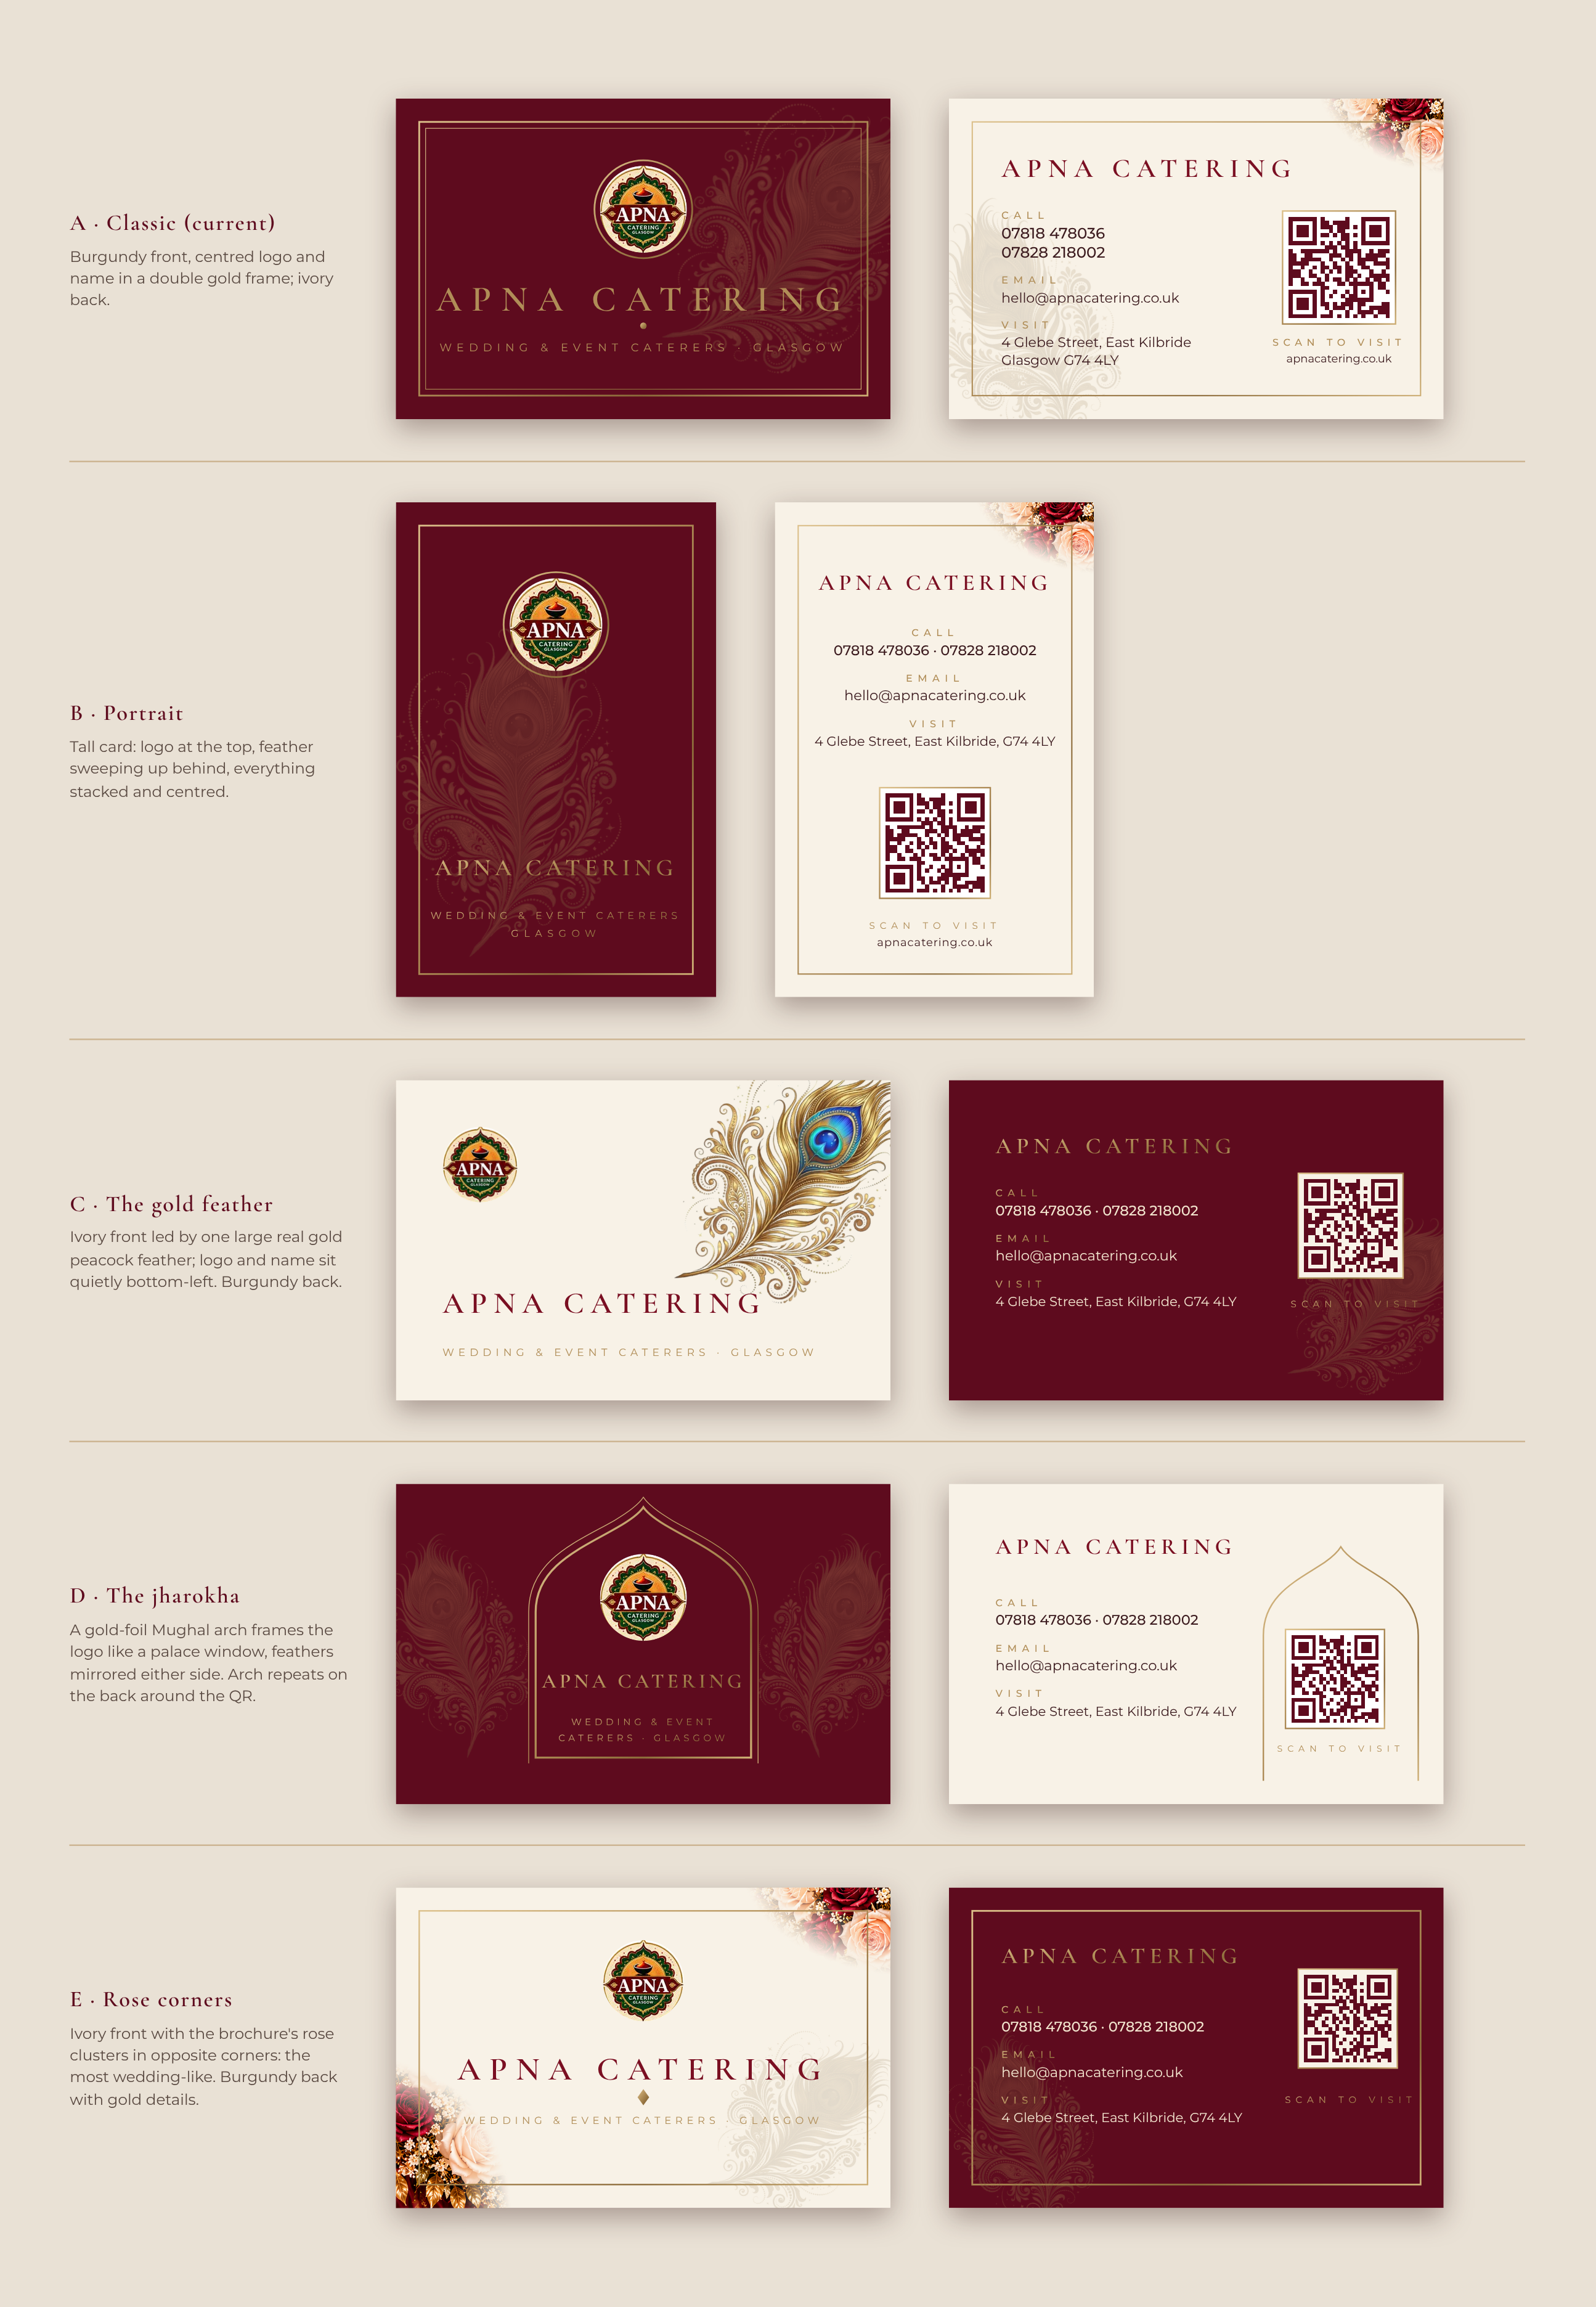 A · Classic (current)
Burgundy front, centred logo and
name in a double gold frame; ivory
back.
APNA
CATERING
GLASGOW
APNA CATERING
WEDDING & EVENT CATERERS · GLASGOW
APNA CATERING
CALL
07818 478036
07828 218002
EMAIL
hello@apnacatering.co.uk
VISIT
4 Glebe Street, East Kilbride
Glasgow G74 4LY
SCAN TO VISIT
apnacatering.co.uk
B · Portrait
Tall card: logo at the top, feather
sweeping up behind, everything
stacked and centred.
APNA
CATERING
GLASGOW
APNA CATERING
WEDDING & EVENT CATERERS
GLASGOW
APNA CATERING
CALL
07818 478036 · 07828 218002
EMAIL
hello@apnacatering.co.uk
VISIT
4 Glebe Street, East Kilbride, G74 4LY
SCAN TO VISIT
apnacatering.co.uk
C · The gold feather
Ivory front led by one large real gold
peacock feather; logo and name sit
quietly bottom-left. Burgundy back.
APNA
CATERING
GLASGOW
APNA CATERING
WEDDING & EVENT CATERERS · GLASGOW
APNA CATERING
CALL
07818 478036 · 07828 218002
EMAIL
hello@apnacatering.co.uk
VISIT
4 Glebe Street, East Kilbride, G74 4LY
SCAN TO VISIT
D · The jharokha
A gold-foil Mughal arch frames the
logo like a palace window, feathers
mirrored either side. Arch repeats on
the back around the QR.
APNA
CATERING
GLASGOW
APNA CATERING
WEDDING & EVENT
CATERERS · GLASGOW
APNA CATERING
CALL
07818 478036 · 07828 218002
EMAIL
hello@apnacatering.co.uk
VISIT
4 Glebe Street, East Kilbride, G74 4LY
SCAN TO VISIT
E · Rose corners
Ivory front with the brochure's rose
clusters in opposite corners: the
most wedding-like. Burgundy back
with gold details.
APNA
CATERING
GLASGOW
APNA CATERING
WEDDING & EVENT CATERERS · GLASGOW
APNA CATERING
CALL
07818 478036 · 07828 218002
EMAIL
hello@apnacatering.co.uk
VISIT
4 Glebe Street, East Kilbride, G74 4LY
SCAN TO VISIT